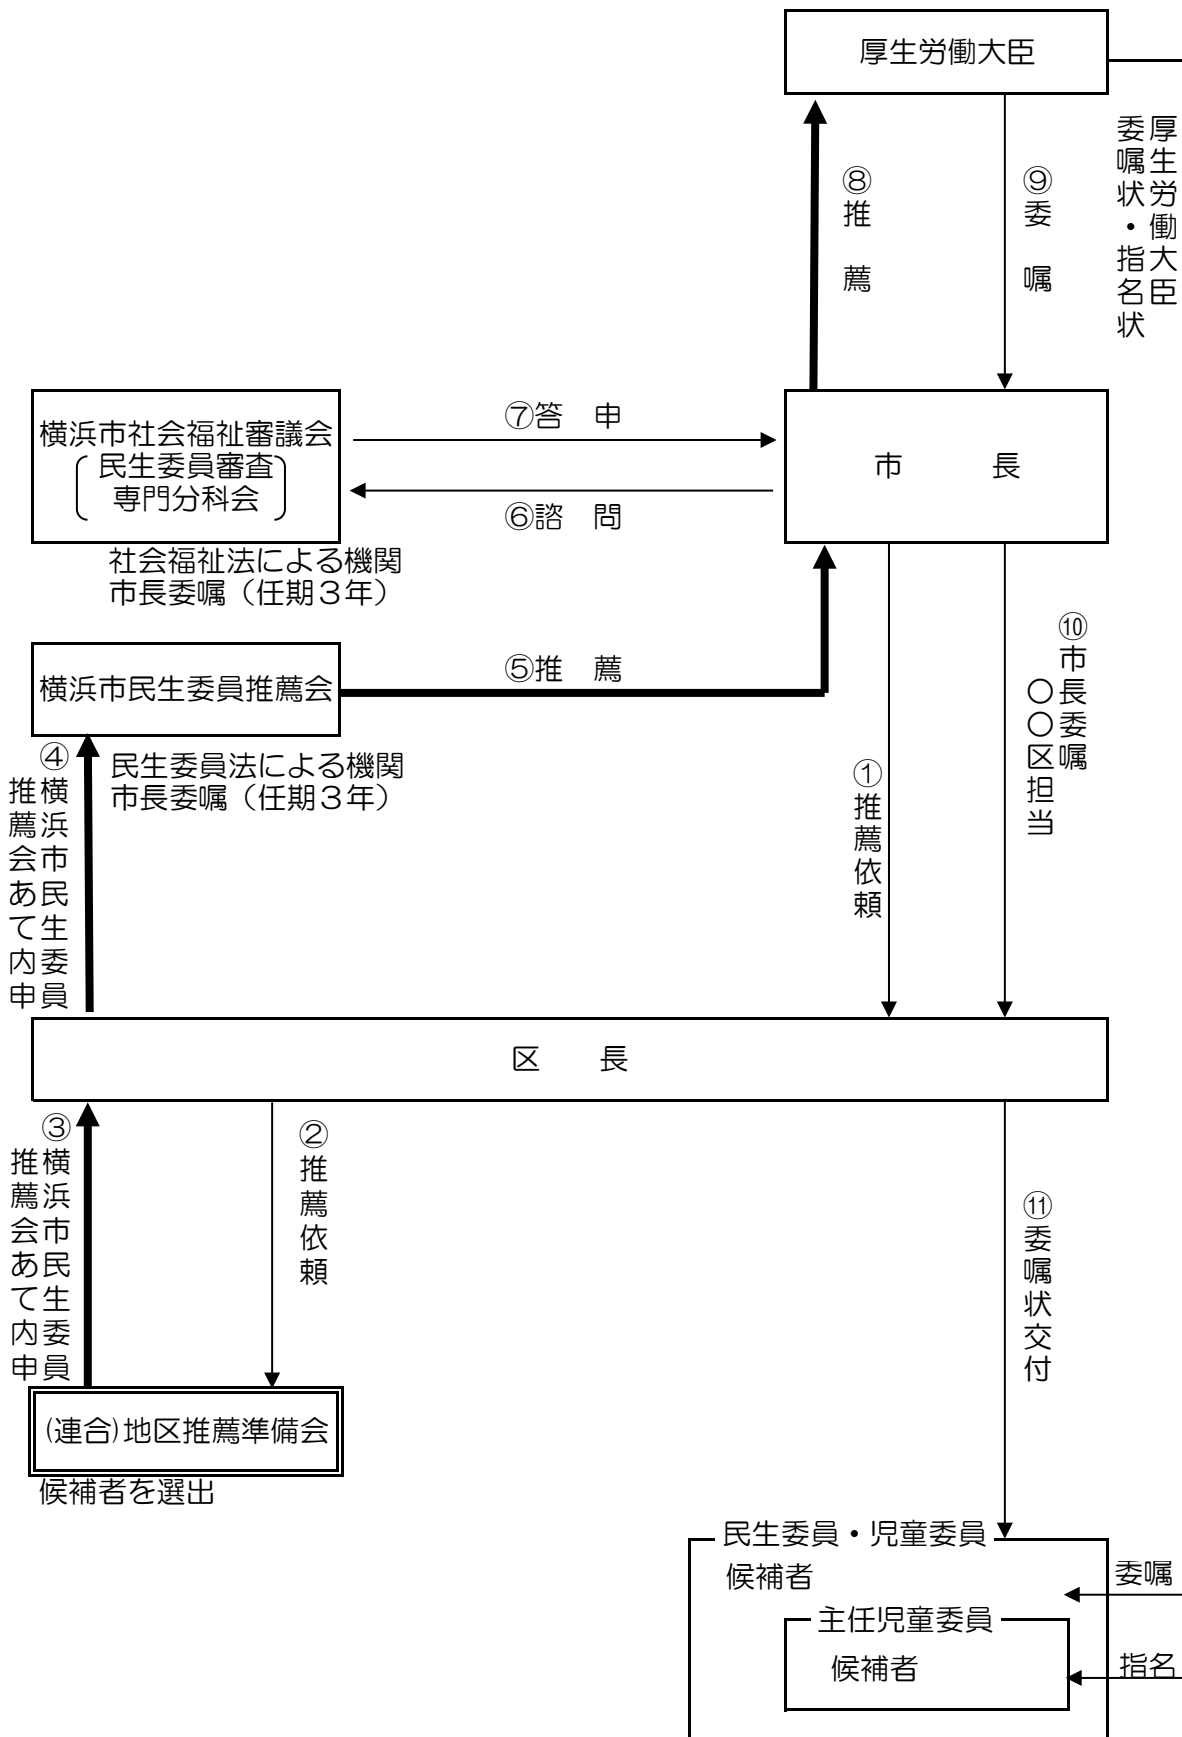 厚生労働大臣
厚生労働大臣
委嘱状・指名状
⑧推　薦
⑨委　嘱
横浜市社会福祉審議会
民生委員審査
専門分科会
⑦答　申
⑥諮　問
市　　　長
社会福祉法による機関
市長委嘱（任期３年）
横浜市民生委員推薦会
⑤推　薦
民生委員法による機関
市長委嘱（任期３年）
④横浜市民生委員
推薦会あて内申
①推薦依頼
⑩市長委嘱
〇〇区担当
区　　長
③横浜市民生委員
推薦会あて内申
②推薦依頼
⑪委嘱状交付
(連合)地区推薦準備会
候補者を選出
民生委員・児童委員
候補者
委嘱
主任児童委員
候補者
指名